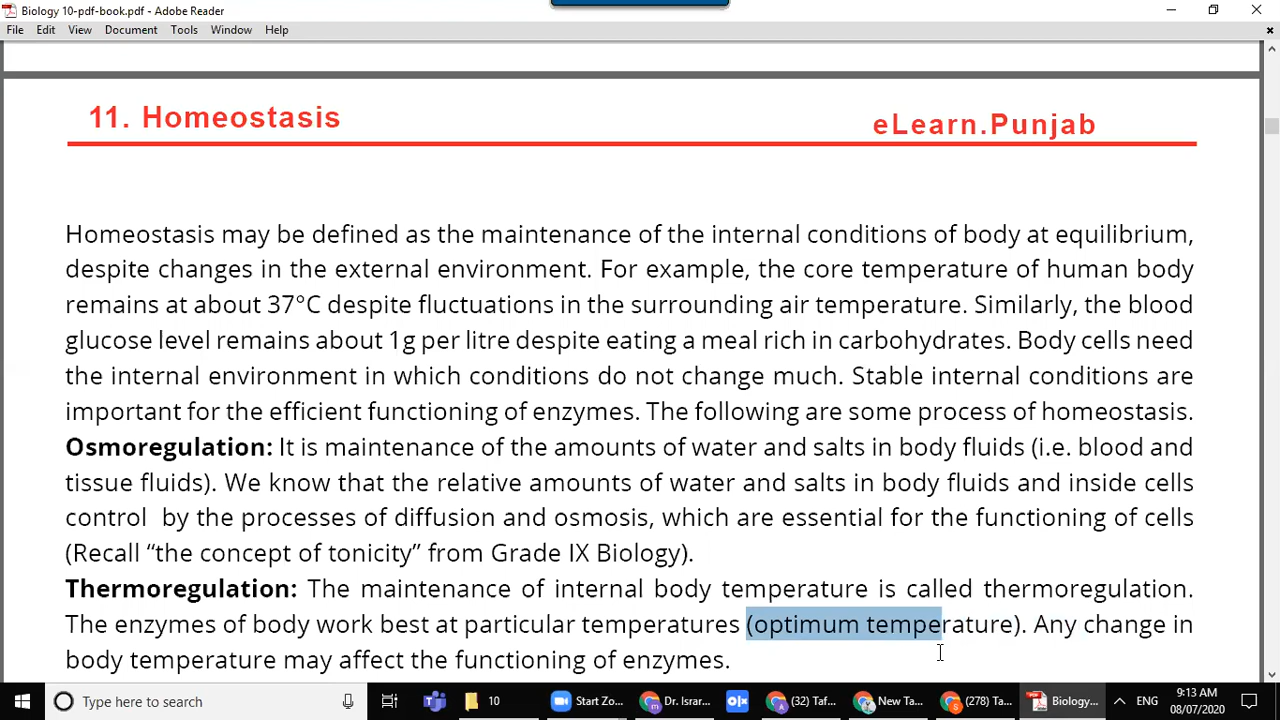 Biology 10-pdf-book.pdf - Adobe Reader
File Edit View Document Tools Window Help
11. Homeostasis
eLearn.Punjab
Homeostasis may be defined as the maintenance of the internal conditions of body at equilibrium,
despite changes in the external environment. For example, the core temperature of human body
remains at about 37°C despite fluctuations in the surrounding air temperature. Similarly, the blood
glucose level remains about 1g per litre despite eating a meal rich in carbohydrates. Body cells need
the internal environment in which conditions do not change much. Stable internal conditions are
important for the efficient functioning of enzymes. The following are some process of homeostasis.
Osmoregulation: It is maintenance of the amounts of water and salts in body fluids (i.e. blood and
tissue fluids). We know that the relative amounts of water and salts in body fluids and inside cells
control by the processes of diffusion and osmosis, which are essential for the functioning of cells
(Recall “the concept of tonicity” from Grade IX Biology).
Thermoregulation: The maintenance of internal body temperature is called thermoregulation.
The enzymes of body work best at particular temperatures (optimum temperature). Any change in
body temperature may affect the functioning of enzymes.
Type here to search 10 Start Zo... Dr. Israr... (32) Taf... New Ta... (278) Ta... Biology... ENG 9:13 AM
08/07/2020